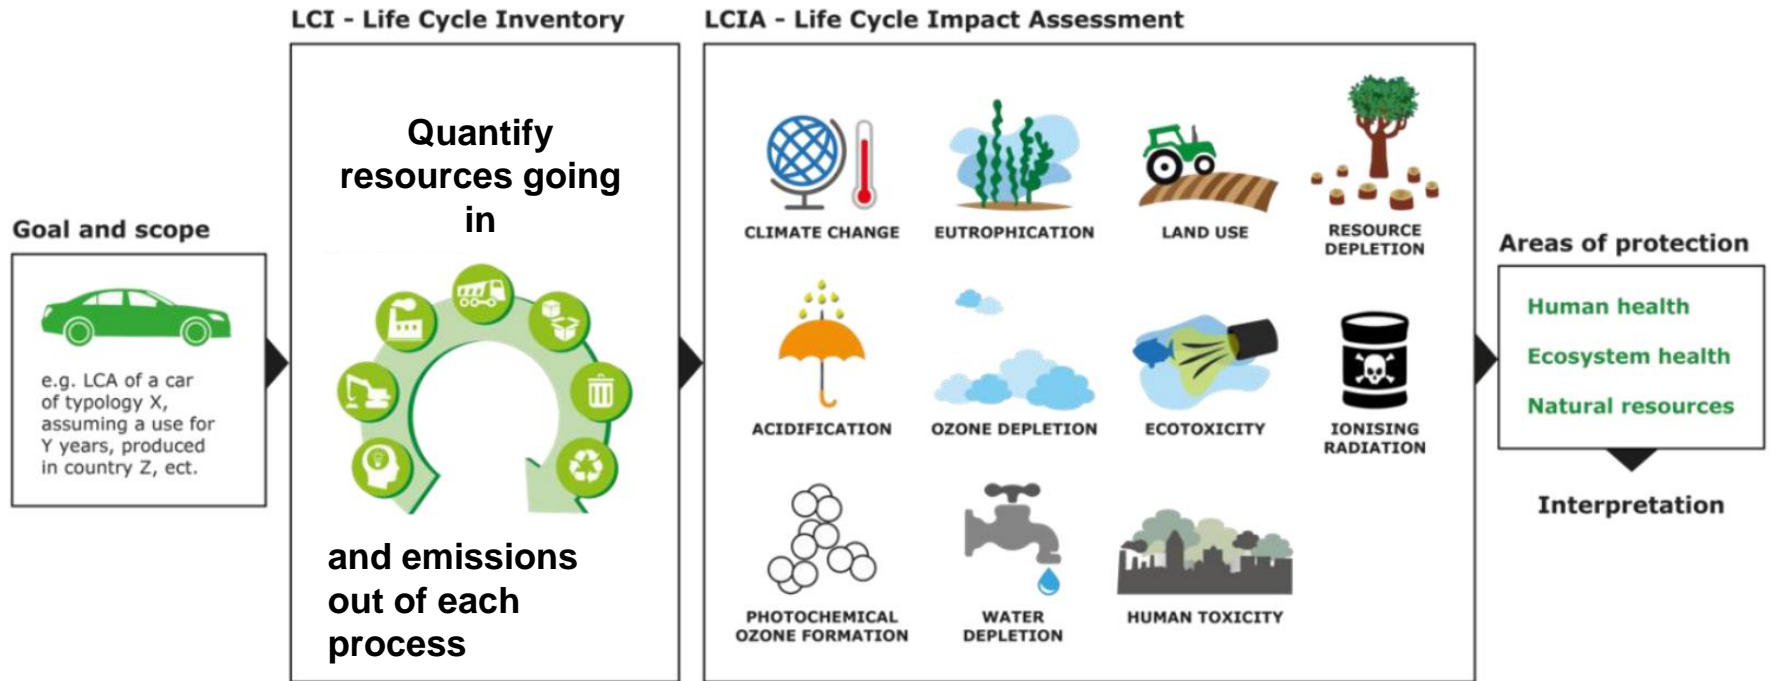 LCI - Life Cycle Inventory
LCIA - Life Cycle Impact Assessment
Goal and scope
e.g. LCA of a car
of typology X,
assuming a use for
Y years, produced
in country Z, ect.
Quantify
resources going
in
and emissions
out of each
process
CLIMATE CHANGE
EUTROPHICATION
LAND USE
RESOURCE
DEPLETION
ACIDIFICATION
OZONE DEPLETION
ECOTOXICITY
IONISING
RADIATION
PHOTOCHEMICAL
OZONE FORMATION
WATER
DEPLETION
HUMAN TOXICITY
Areas of protection
Human health
Ecosystem health
Natural resources
Interpretation